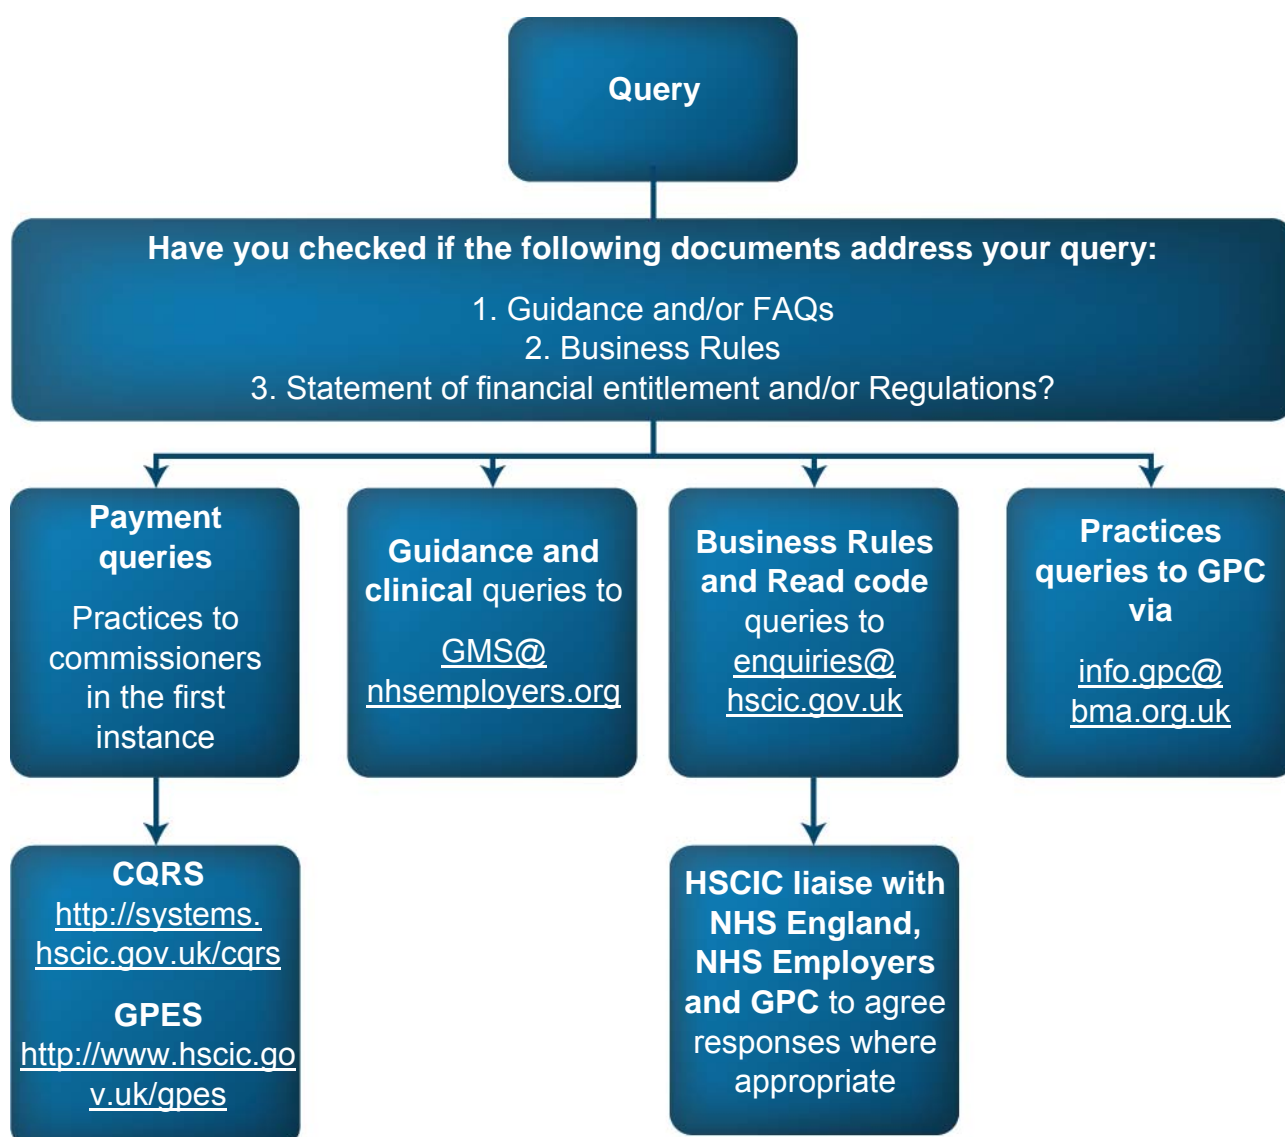 Query
Have you checked if the following documents address your query:
1. Guidance and/or FAQs
2. Business Rules
3. Statement of financial entitlement and/or Regulations?
Payment
queries
Practices to
commissioners
in the first
instance
Guidance and
clinical queries to
GMS@
nhsemployers.org
Business Rules
and Read code
queries to
enquiries@
hscic.gov.uk
Practices
queries to GPC
via
info.gpc@
bma.org.uk
CQRS
http://systems.
hscic.gov.uk/cqrs
GPES
http://www.hscic.go
v.uk/gpes
HSCIC liaise with
NHS England,
NHS Employers
and GPC to agree
responses where
appropriate